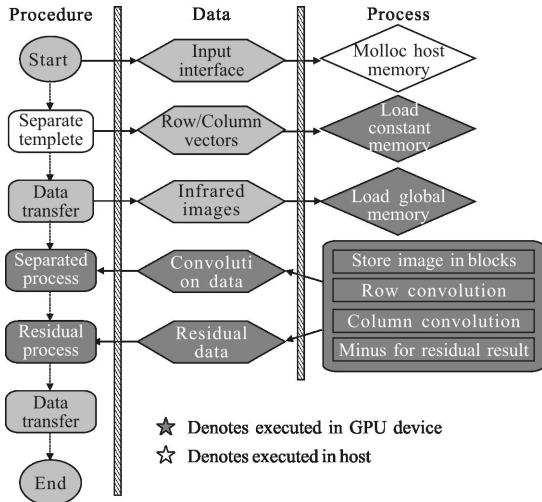 Procedure
Data
Process
Start
Input
interface
Molloc host
memory
Separate
templete
Row/Column
vectors
Load
constant
memory
Data
transfer
Infrared
images
Load global
memory
Separated
process
Convoluti
on data
Store image in blocks
Row convolution
Column convolution
Minus for residual result
Residual
process
Residual
data
Data
transfer
End
Denotes executed in GPU device
Denotes executed in host